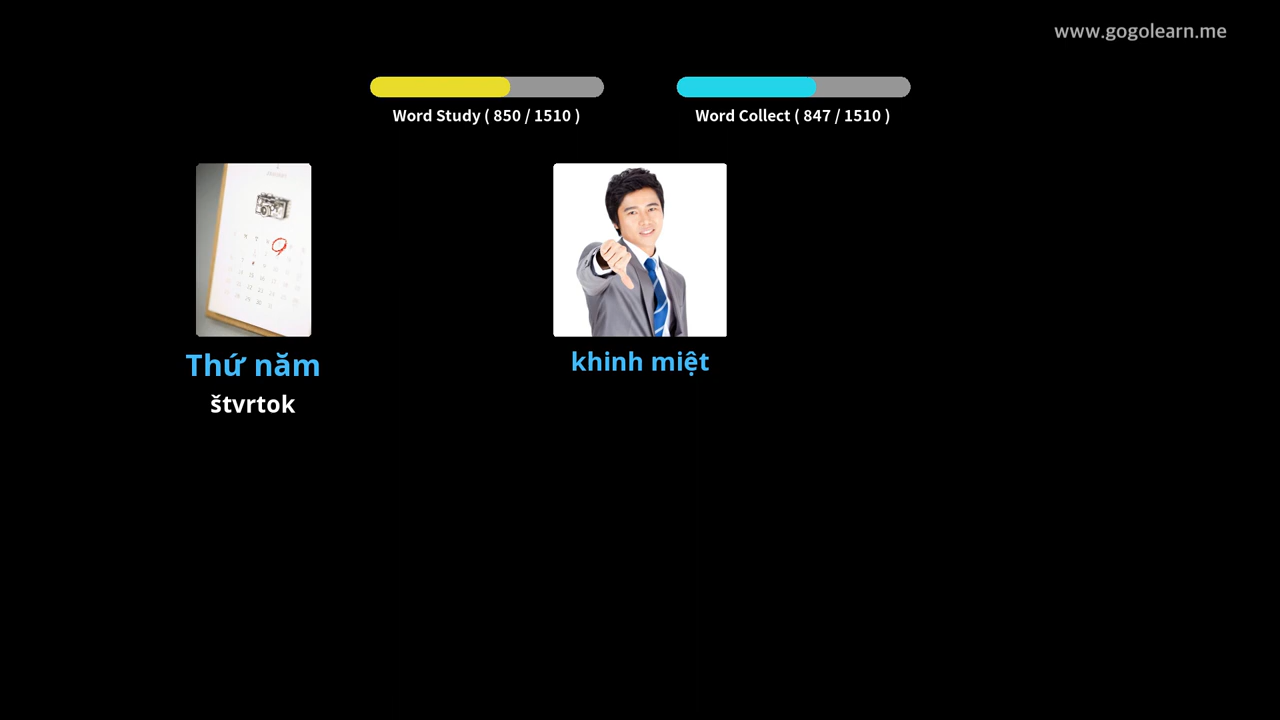 www.gogolearn.me
Word Study ( 850 / 1510 )
Word Collect ( 847 / 1510 )
Thứ năm
štvrtok
khinh miệt